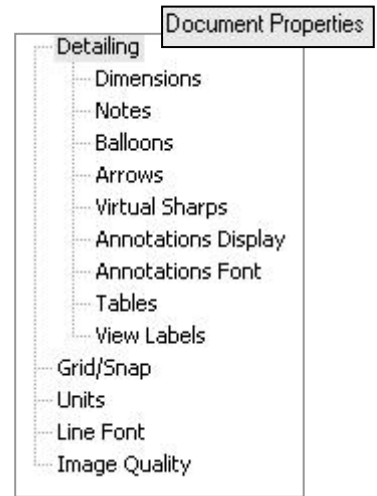 Document Properties
Detailing
Dimensions
Notes
Balloons
Arrows
Virtual Sharps
Annotations Display
Annotations Font
Tables
View Labels
Grid/Snap
Units
Line Font
Image Quality